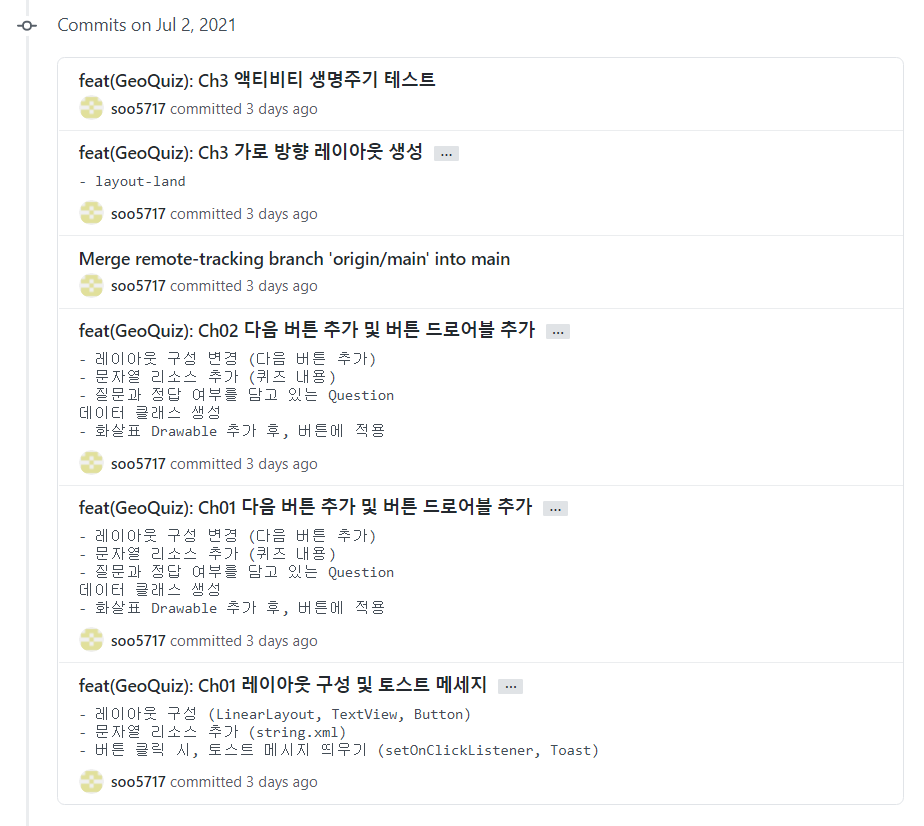 Commits on Jul 2, 2021
feat(GeoQuiz): Ch3 액티비티 생명주기 테스트
soo5717 committed 3 days ago
feat(GeoQuiz): Ch3 가로 방향 레이아웃 생성 ...
- layout-land
soo5717 committed 3 days ago
Merge remote-tracking branch 'origin/main' into main
soo5717 committed 3 days ago
feat(GeoQuiz): Ch02 다음 버튼 추가 및 버튼 드로어블 추가 ...
- 레이아웃 구성 변경 (다음 버튼 추가)
- 문자열 리소스 추가 (퀴즈 내용)
- 질문과 정답 여부를 담고 있는 Question
데이터 클래스 생성
- 화살표 Drawable 추가 후, 버튼에 적용
soo5717 committed 3 days ago
feat(GeoQuiz): Ch01 다음 버튼 추가 및 버튼 드로어블 추가 ...
- 레이아웃 구성 변경 (다음 버튼 추가)
- 문자열 리소스 추가 (퀴즈 내용)
- 질문과 정답 여부를 담고 있는 Question
데이터 클래스 생성
- 화살표 Drawable 추가 후, 버튼에 적용
soo5717 committed 3 days ago
feat(GeoQuiz): Ch01 레이아웃 구성 및 토스트 메세지 ...
- 레이아웃 구성 (LinearLayout, TextView, Button)
- 문자열 리소스 추가 (string.xml)
- 버튼 클릭 시, 토스트 메시지 띄우기 (setOnClickListener, Toast)
soo5717 committed 3 days ago